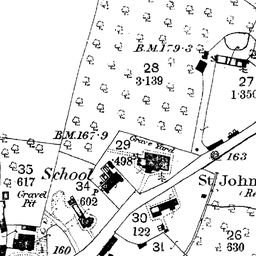 B.M.179.3
28
3.139
27
1.350
B.M.167.9
29
.498
Grave Yard
163
35
617
Gravel
Pit
School
34
P
.602
St John
30
.122
31
26
.630
160